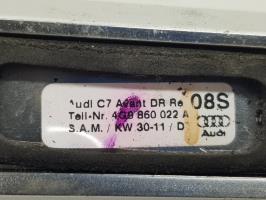 Audi C7 Avant DR Re 08S
Teil-Nr. 4G9 860 022 A
S.A.M. / KW 30-11 / D Audi